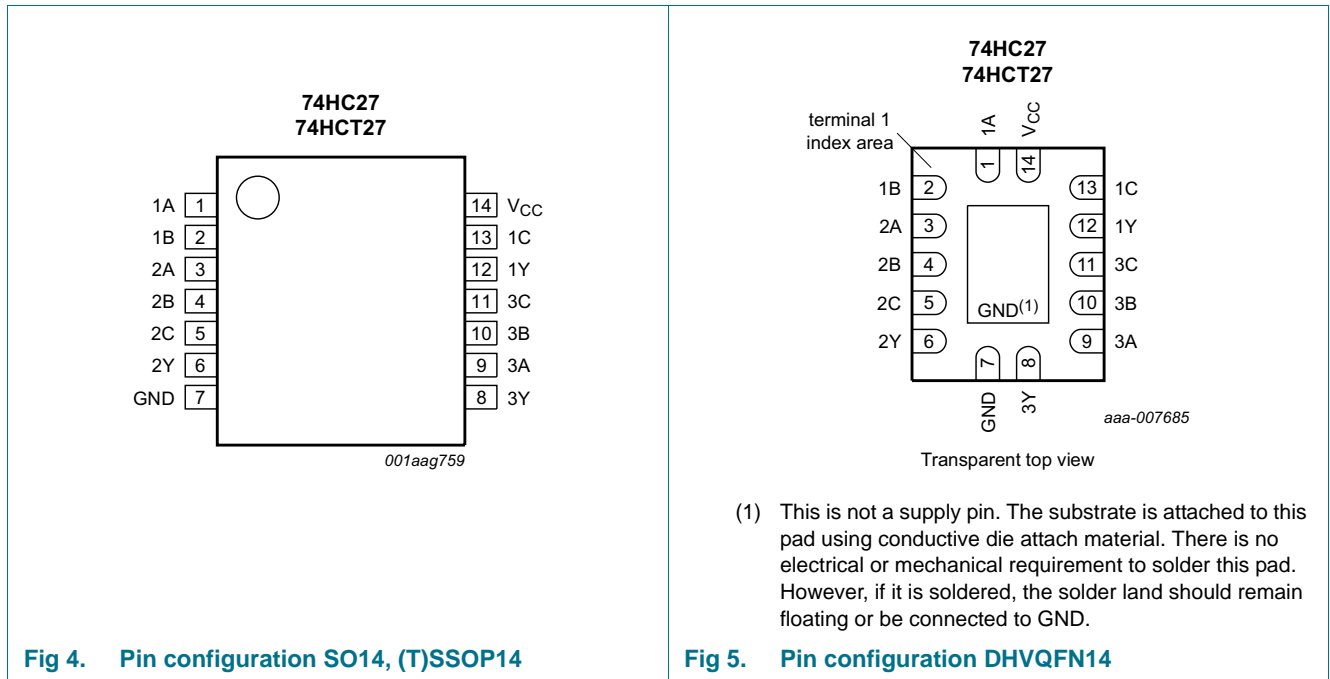 74HC27
74HCT27
1A 1
1B 2
2A 3
2B 4
2C 5
2Y 6
GND 7
14 VCC
13 1C
12 1Y
11 3C
10 3B
9 3A
8 3Y
001aag759
Fig 4. Pin configuration SO14, (T)SSOP14
74HC27
74HCT27
terminal 1
index area
1A
VCC
1
14
1B 2
2A 3
2B 4
2C 5
2Y 6
13 1C
12 1Y
11 3C
10 3B
9 3A
GND(1)
7
8
GND
3Y
aaa-007685
Transparent top view
(1) This is not a supply pin. The substrate is attached to this
pad using conductive die attach material. There is no
electrical or mechanical requirement to solder this pad.
However, if it is soldered, the solder land should remain
floating or be connected to GND.
Fig 5. Pin configuration DHVQFN14